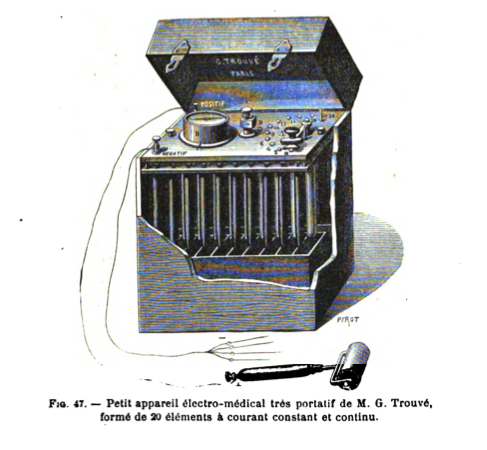 G. TROUVÉ
PARIS
POSITIF
NEGATIF
PIROT
Fig. 47. — Petit appareil électro-médical très portatif de M. G. Trouvé,
formé de 20 éléments à courant constant et continu.